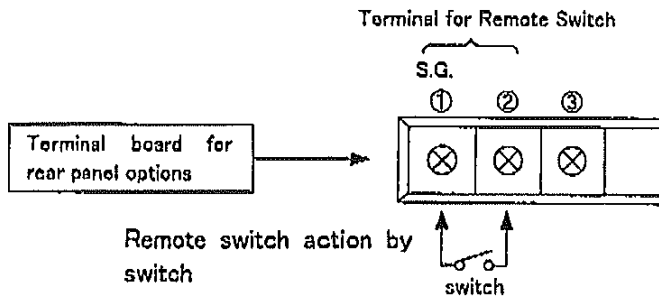 Terminal for Remote Switch
S.G.
① ② ③
Terminal board for
rear panel options
Remote switch action by
switch
switch